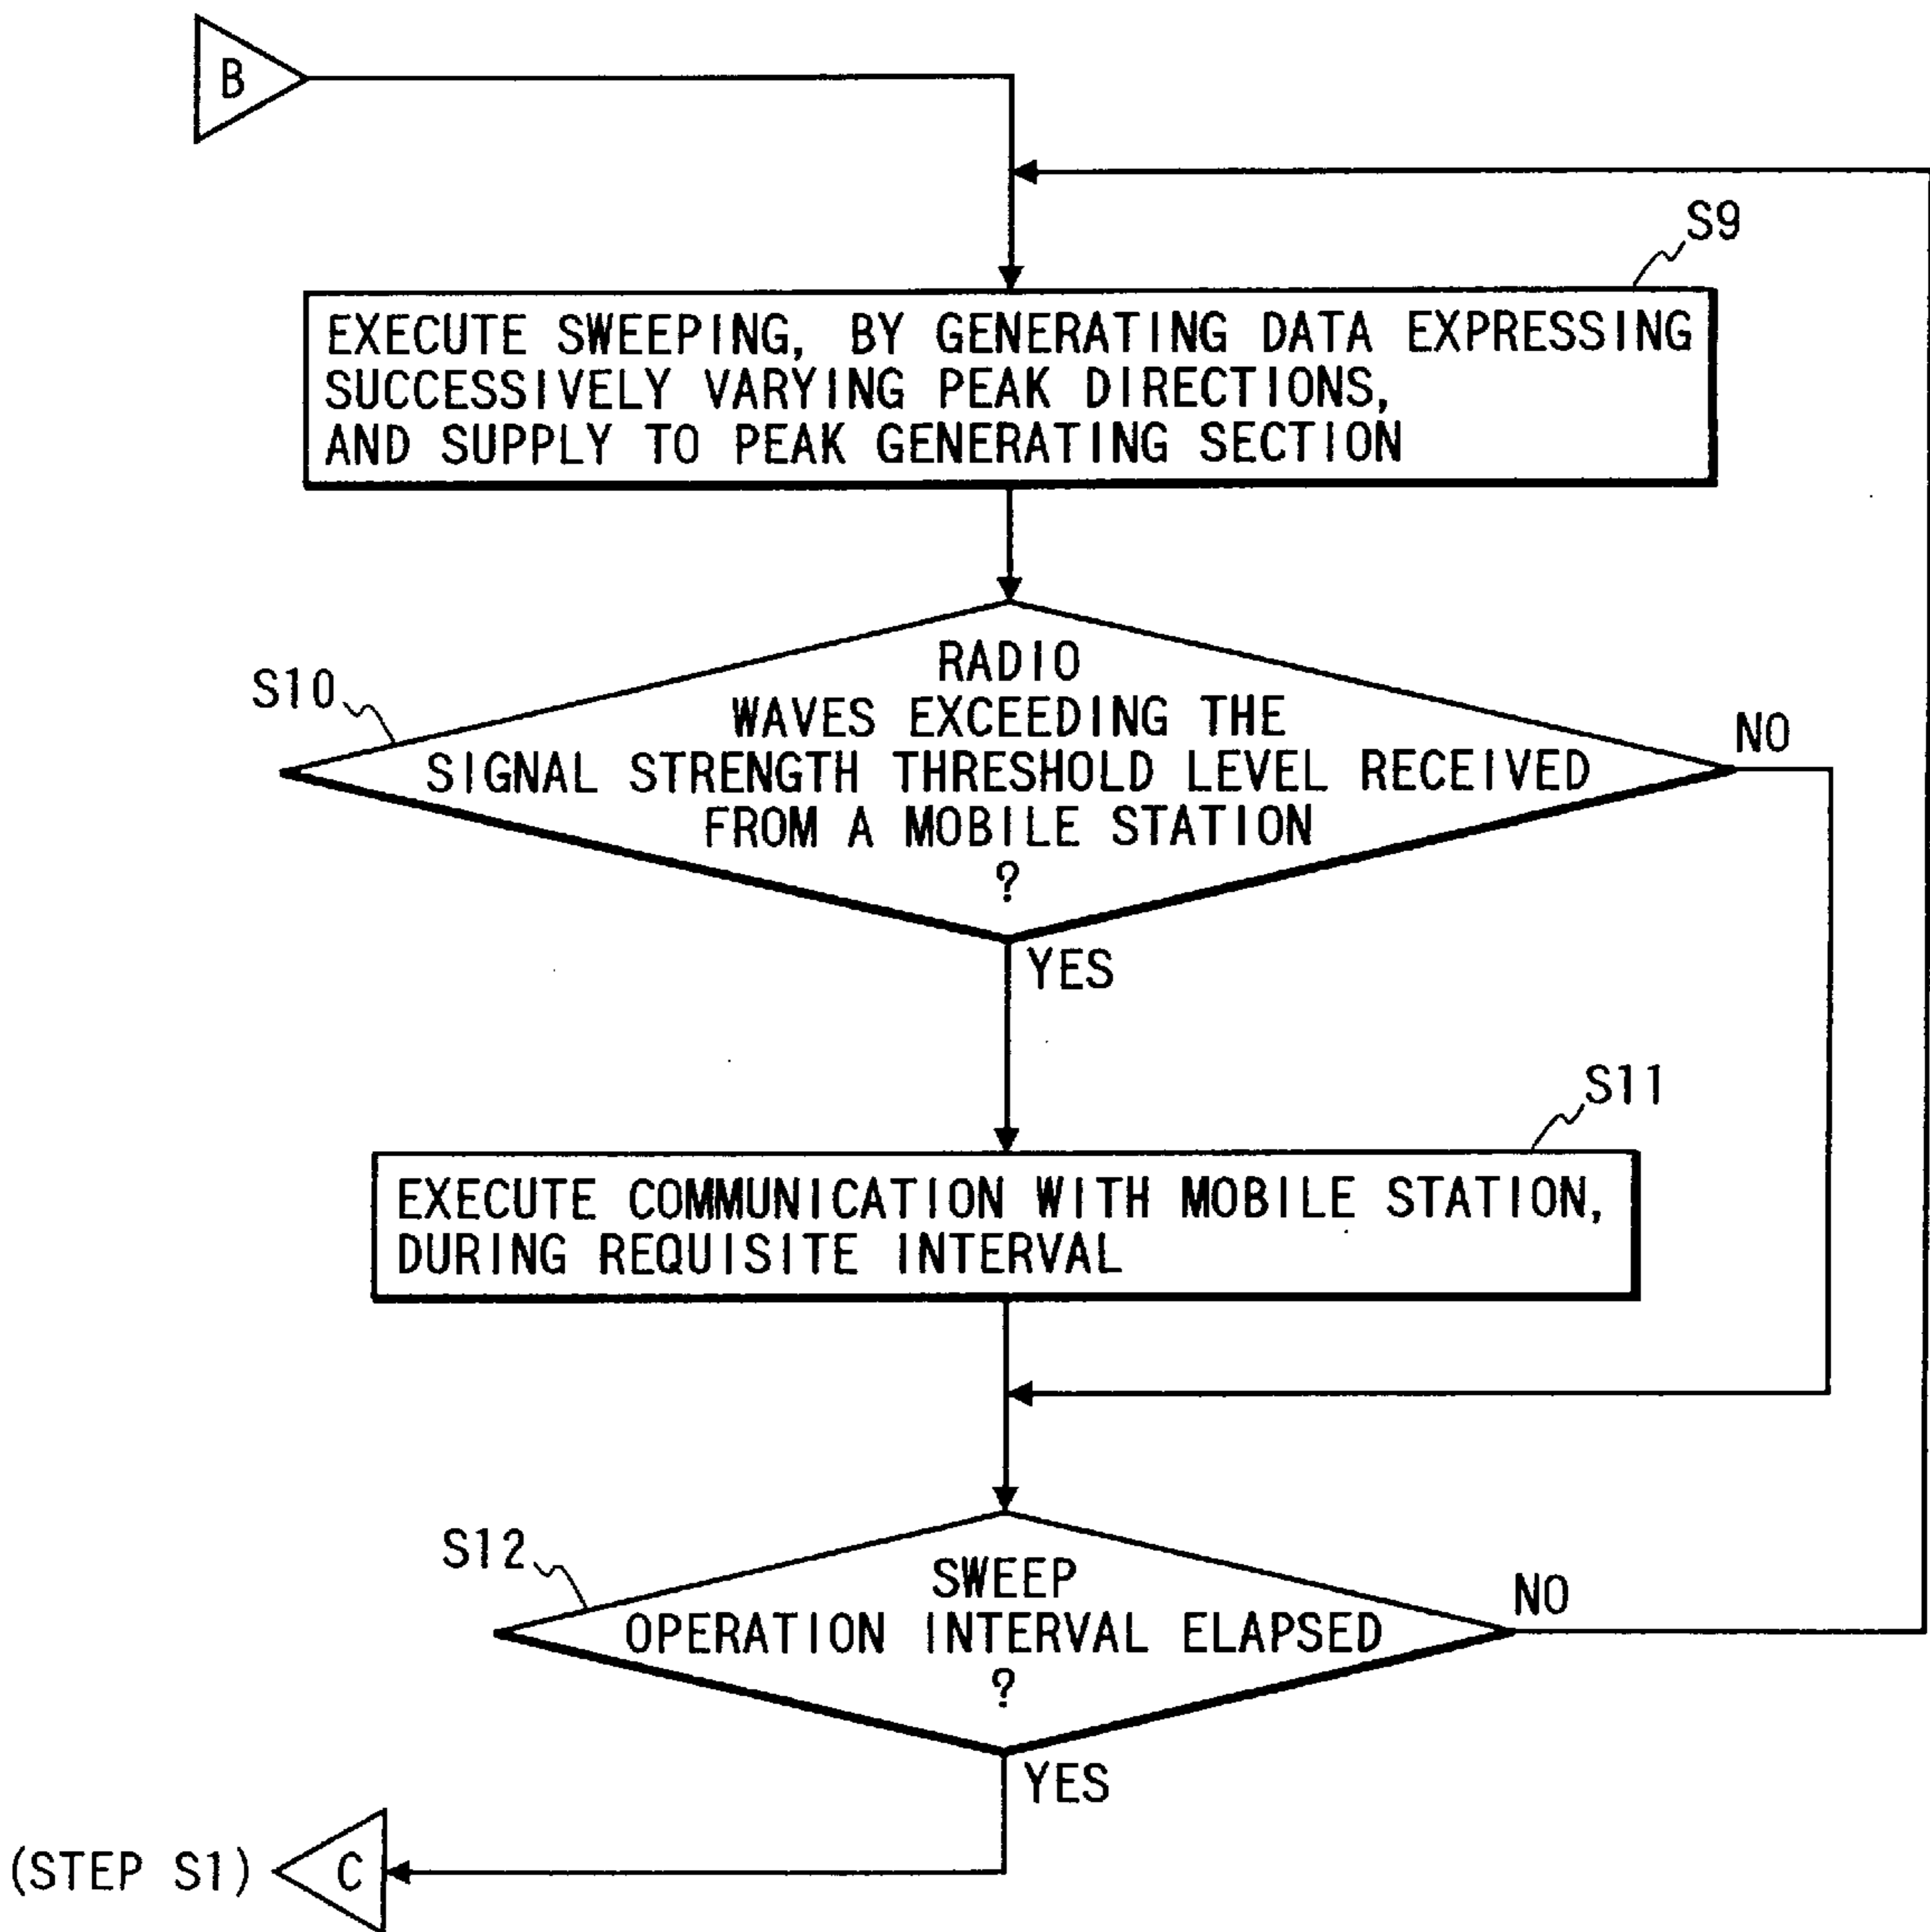 B
S9
EXECUTE SWEEPING, BY GENERATING DATA EXPRESSING
SUCCESSIVELY VARYING PEAK DIRECTIONS,
AND SUPPLY TO PEAK GENERATING SECTION
S10
RADIO
WAVES EXCEEDING THE
SIGNAL STRENGTH THRESHOLD LEVEL RECEIVED
FROM A MOBILE STATION
?
NO
YES
S11
EXECUTE COMMUNICATION WITH MOBILE STATION,
DURING REQUISITE INTERVAL
S12
SWEEP
OPERATION INTERVAL ELAPSED
?
NO
YES
(STEP S1)
C